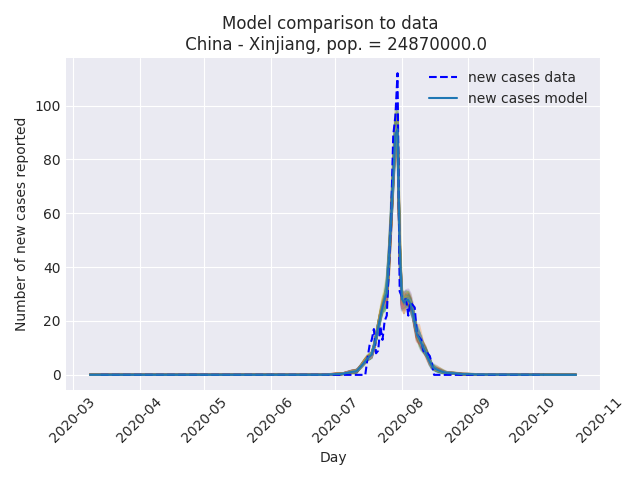 Model comparison to data
China - Xinjiang, pop. = 24870000.0
new cases data
new cases model
Number of new cases reported
100
80
60
40
20
0
2020-03
2020-04
2020-05
2020-06
2020-07
2020-08
2020-09
2020-10
2020-11
Day